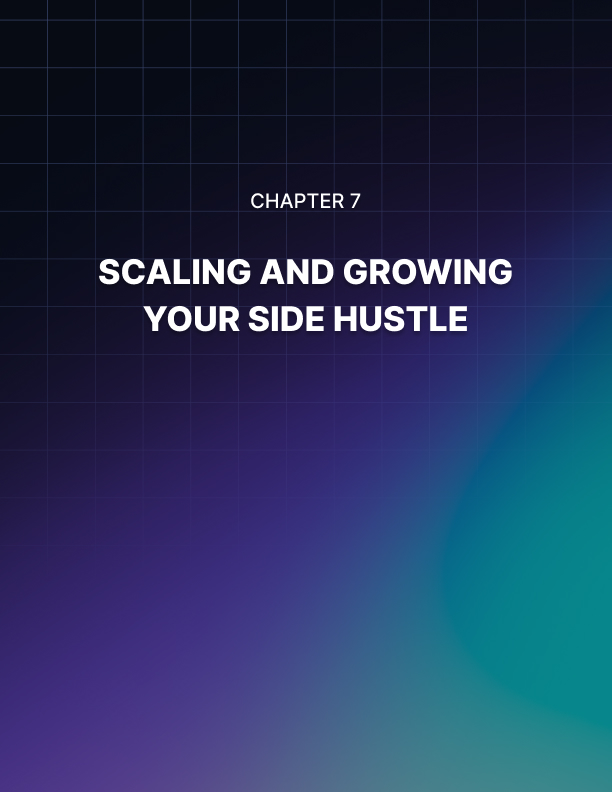 CHAPTER 7
SCALING AND GROWING
YOUR SIDE HUSTLE